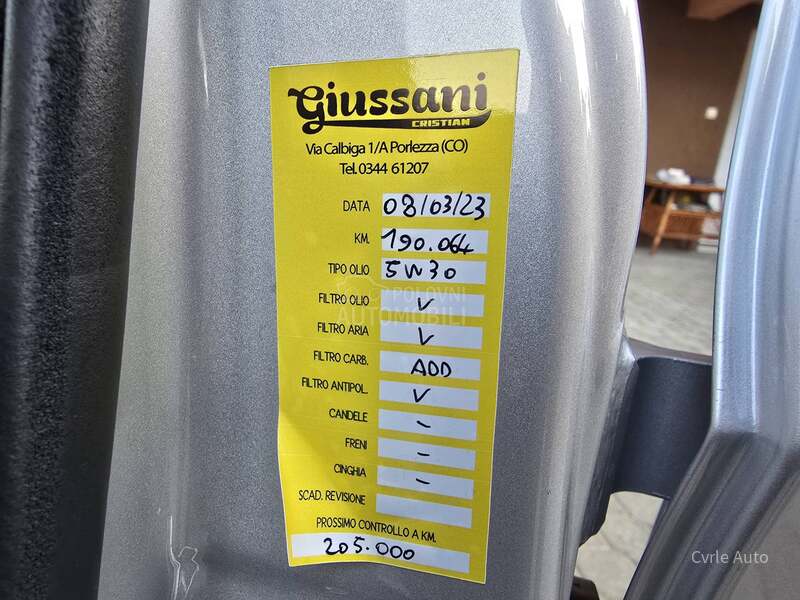 Giussani
CRISTIAN
Via Calbiga 1/A Porlezza (CO)
Tel. 0344 61207
DATA 08/03/23
KM. 190.064
TIPO OLIO 5W30
FILTRO OLIO V
POLOVNI
AUTOMOBILI
FILTRO ARIA V
FILTRO CARB. ADD
FILTRO ANTIPOL. V
CANDELE -
FRENI -
CINGHIA -
SCAD. REVISIONE
PROSSIMO CONTROLLO A KM.
205.000
Cvrle Auto